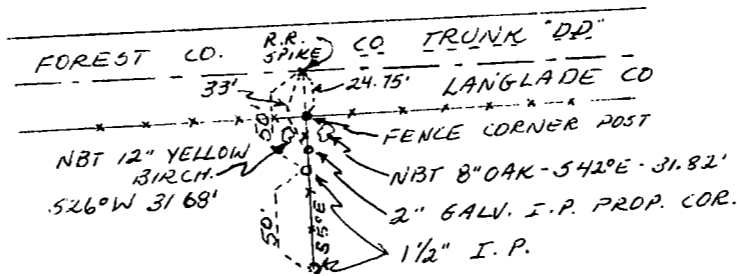 FOREST CO. R.R. SPIKE CO TRUNK "DD"
33' 24.75' LANGLADE CO
50'
FENCE CORNER POST
NBT 12" YELLOW
BIRCH.
S26°W 31.68'
NBT 8" OAK - S42°E - 31.82'
2" GALV. I.P. PROP. COR.
50'
S5°E
1 1/2" I.P.